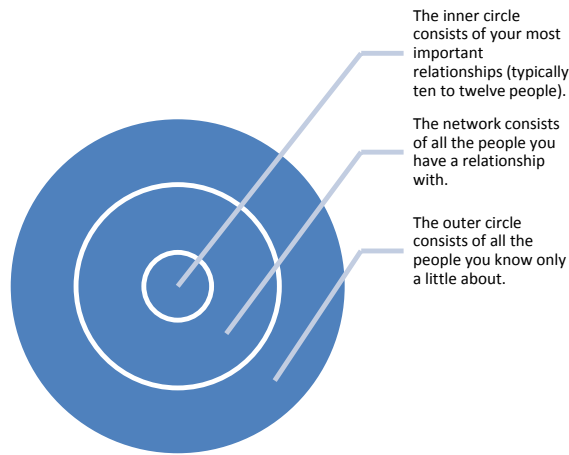 The inner circle
consists of your most
important
relationships (typically
ten to twelve people).
The network consists
of all the people you
have a relationship
with.
The outer circle
consists of all the
people you know only
a little about.